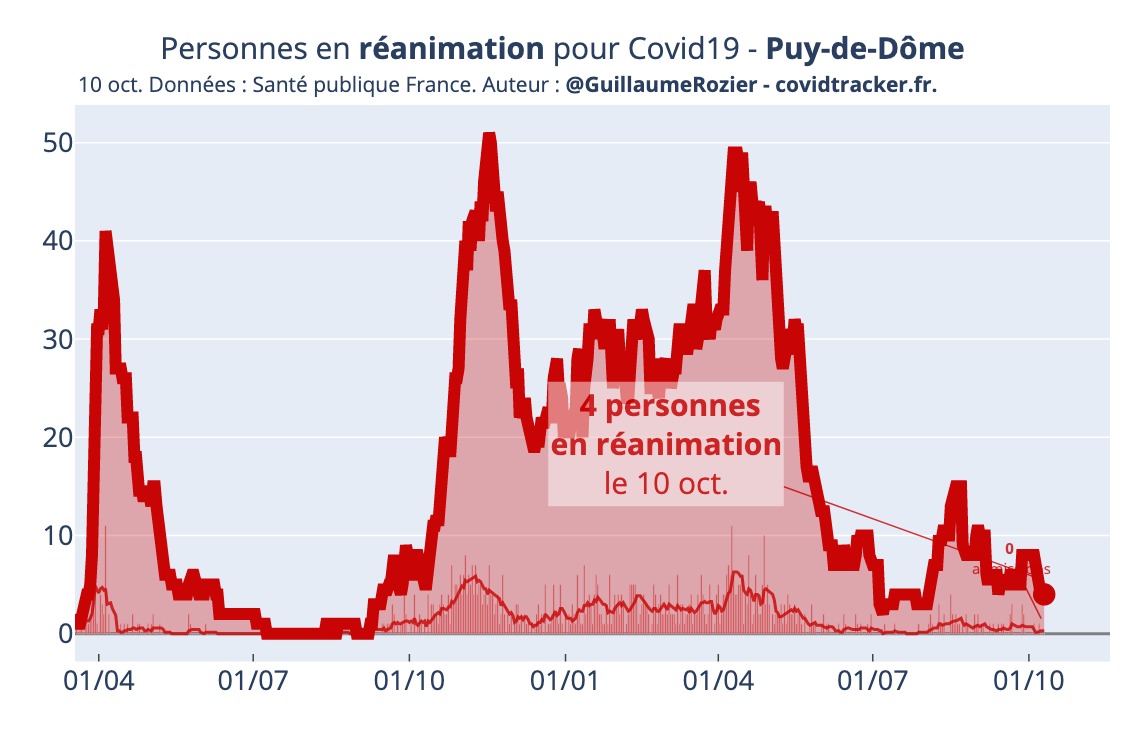 Personnes en réanimation pour Covid19 - Puy-de-Dôme
10 oct. Données : Santé publique France. Auteur : @GuillaumeRozier - covidtracker.fr.
50
40
30
20
10
0
4 personnes
en réanimation
le 10 oct.
0
01/04
01/07
01/10
01/01
01/04
01/07
01/10